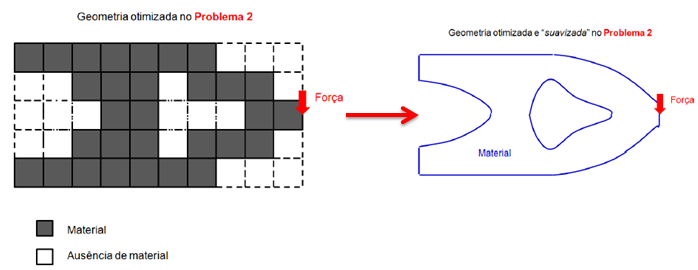 Geometria otimizada no Problema 2
Geometria otimizada e “suavizada” no Problema 2
Força
Força
Material
Material
Ausência de material